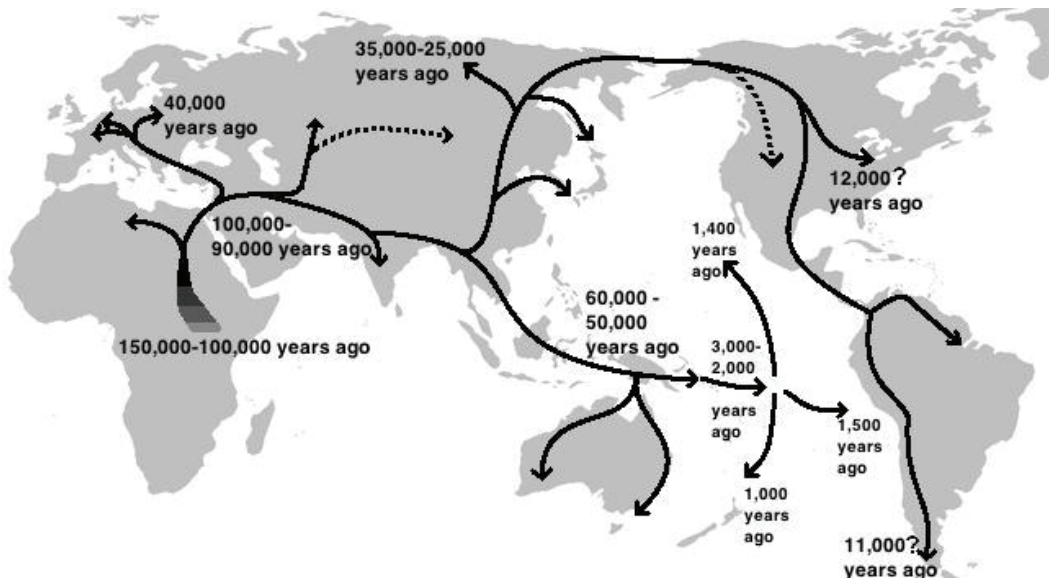 35,000-25,000
years ago
40,000
years ago
12,000?
years ago
100,000-
90,000 years ago
1,400
years
ago
60,000 -
50,000
years ago
150,000-100,000 years ago
3,000-
2,000
years
ago
1,500
years
ago
1,000
years
ago
11,000?
years ago